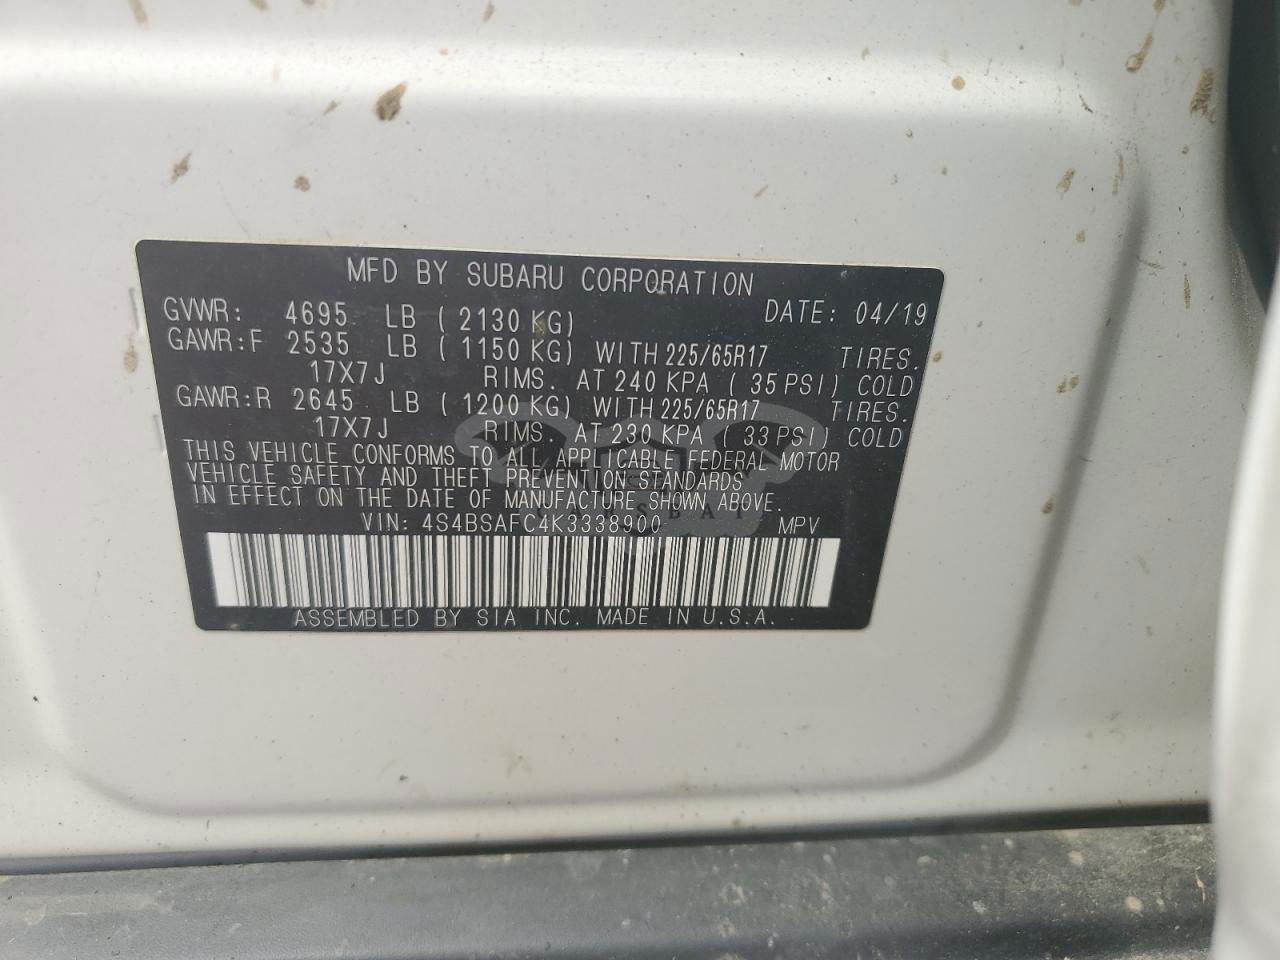 MFD BY SUBARU CORPORATION
GVWR: 4695 LB ( 2130 KG) DATE: 04/19
GAWR:F 2535 LB ( 1150 KG) WITH 225/65R17 TIRES.
17X7J RIMS. AT 240 KPA ( 35 PSI) COLD
GAWR:R 2645 LB ( 1200 KG) WITH 225/65R17 TIRES.
17X7J RIMS. AT 230 KPA ( 33 PSI) COLD
THIS VEHICLE CONFORMS TO ALL APPLICABLE FEDERAL MOTOR
VEHICLE SAFETY AND THEFT PREVENTION STANDARDS
IN EFFECT ON THE DATE OF MANUFACTURE SHOWN ABOVE.
VIN: 4S4BSAFC4K3338900 MPV
ASSEMBLED BY SIA INC. MADE IN U.S.A.